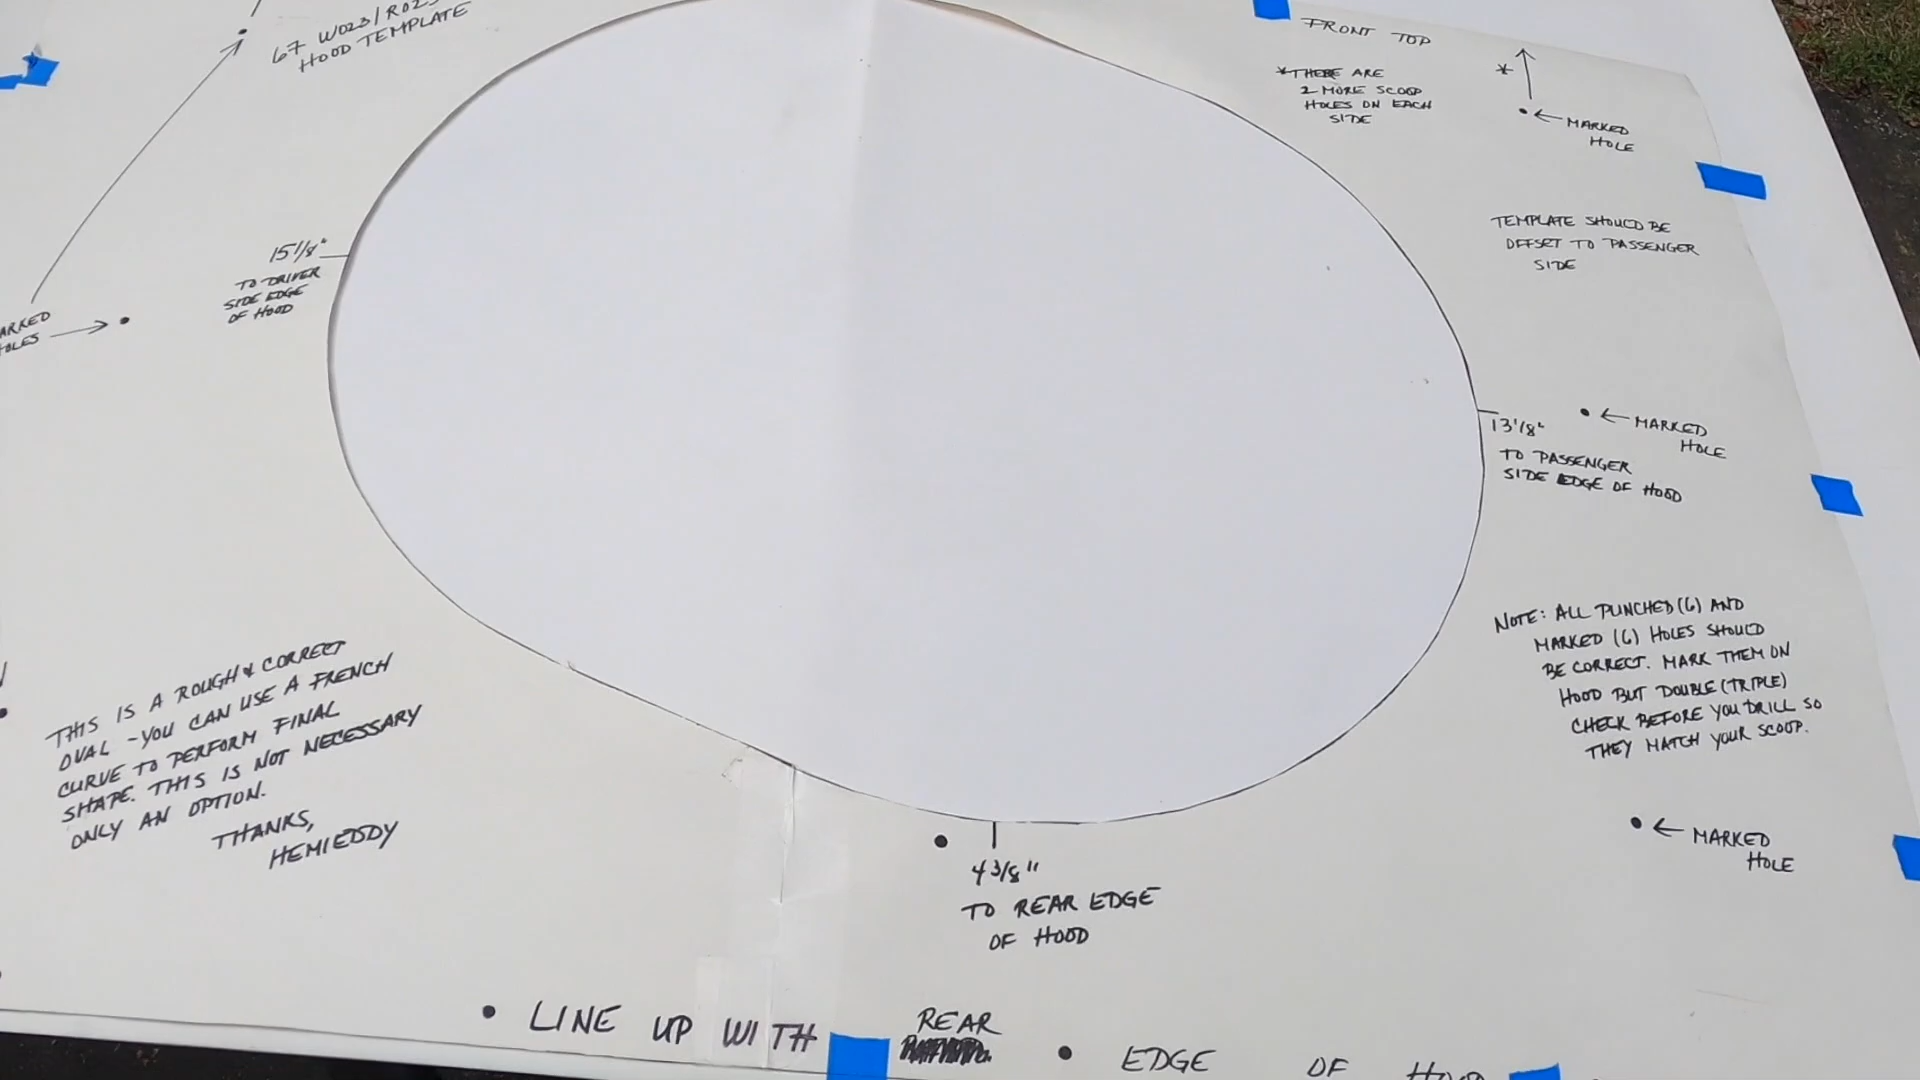 67 WO23/RO23
HOOD TEMPLATE
FRONT TOP
*THERE ARE
2 MORE SCOOP
HOLES ON EACH
SIDE
*
← MARKED
HOLE
TEMPLATE SHOULD BE
OFFSET TO PASSENGER
SIDE
15 1/8"
TO DRIVER
SIDE EDGE
OF HOOD
← MARKED
HOLE
13 1/8"
TO PASSENGER
SIDE EDGE OF HOOD
NOTE: ALL PUNCHED (6) AND
MARKED (6) HOLES SHOULD
BE CORRECT. MARK THEM ON
HOOD BUT DOUBLE (TRIPLE)
CHECK BEFORE YOU DRILL SO
THEY MATCH YOUR SCOOP.
THIS IS A ROUGH & CORRECT
OVAL - YOU CAN USE A FRENCH
CURVE TO PERFORM FINAL
SHAPE. THIS IS NOT NECESSARY
ONLY AN OPTION.
THANKS,
HEMIEDDY
← MARKED
HOLE
4 3/8"
TO REAR EDGE
OF HOOD
• LINE UP WITH REAR • EDGE OF